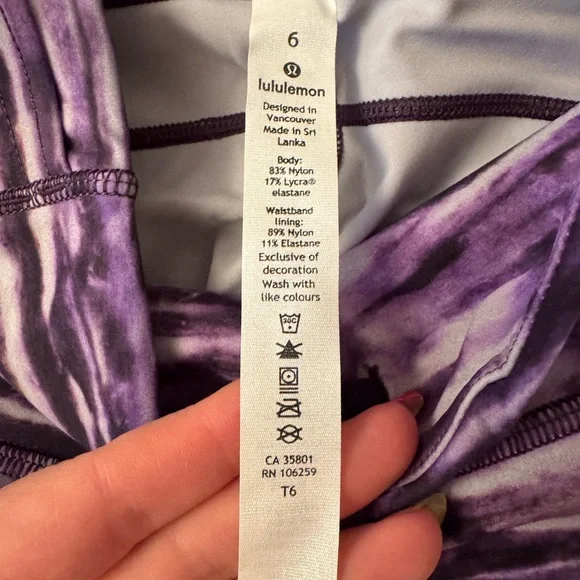 6
lululemon
Designed in
Vancouver
Made in Sri
Lanka
Body:
83% Nylon
17% Lycra®
elastane
Waistband
lining:
89% Nylon
11% Elastane
Exclusive of
decoration
Wash with
like colours
30C
CA 35801
RN 106259
T6